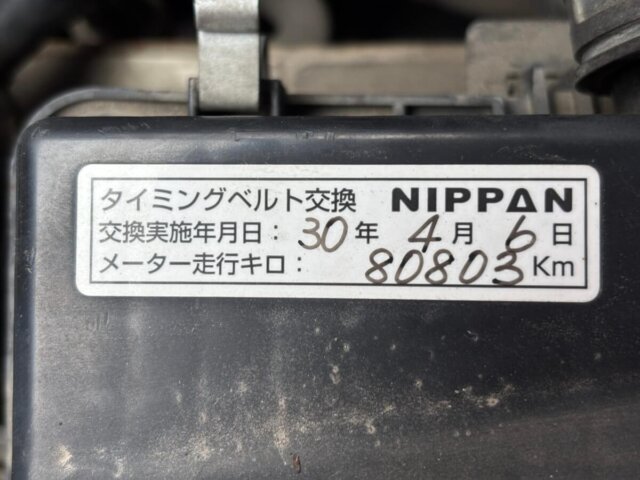 タイミングベルト交換 NIPPAN
交換実施年月日: 30年 4月 6日
メーター走行キロ: 80803Km